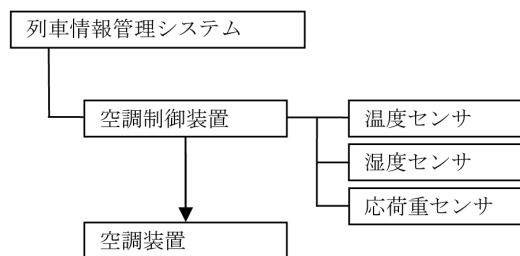 列車情報管理システム
空調制御装置
温度センサ
湿度センサ
応荷重センサ
空調装置